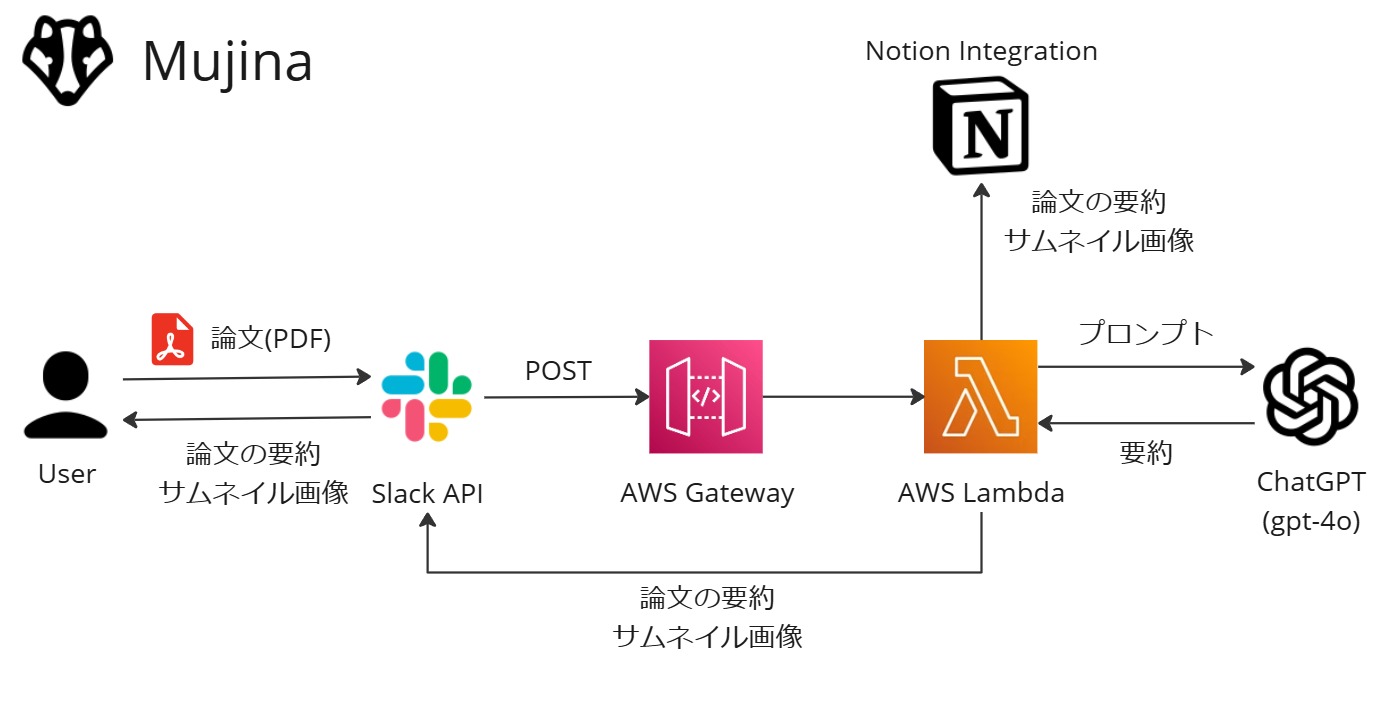 Mujina
Notion Integration
N
論文の要約
サムネイル画像
論文(PDF)
POST
</>
プロンプト
要約
論文の要約
サムネイル画像
User
Slack API
AWS Gateway
AWS Lambda
ChatGPT
(gpt-4o)
論文の要約
サムネイル画像